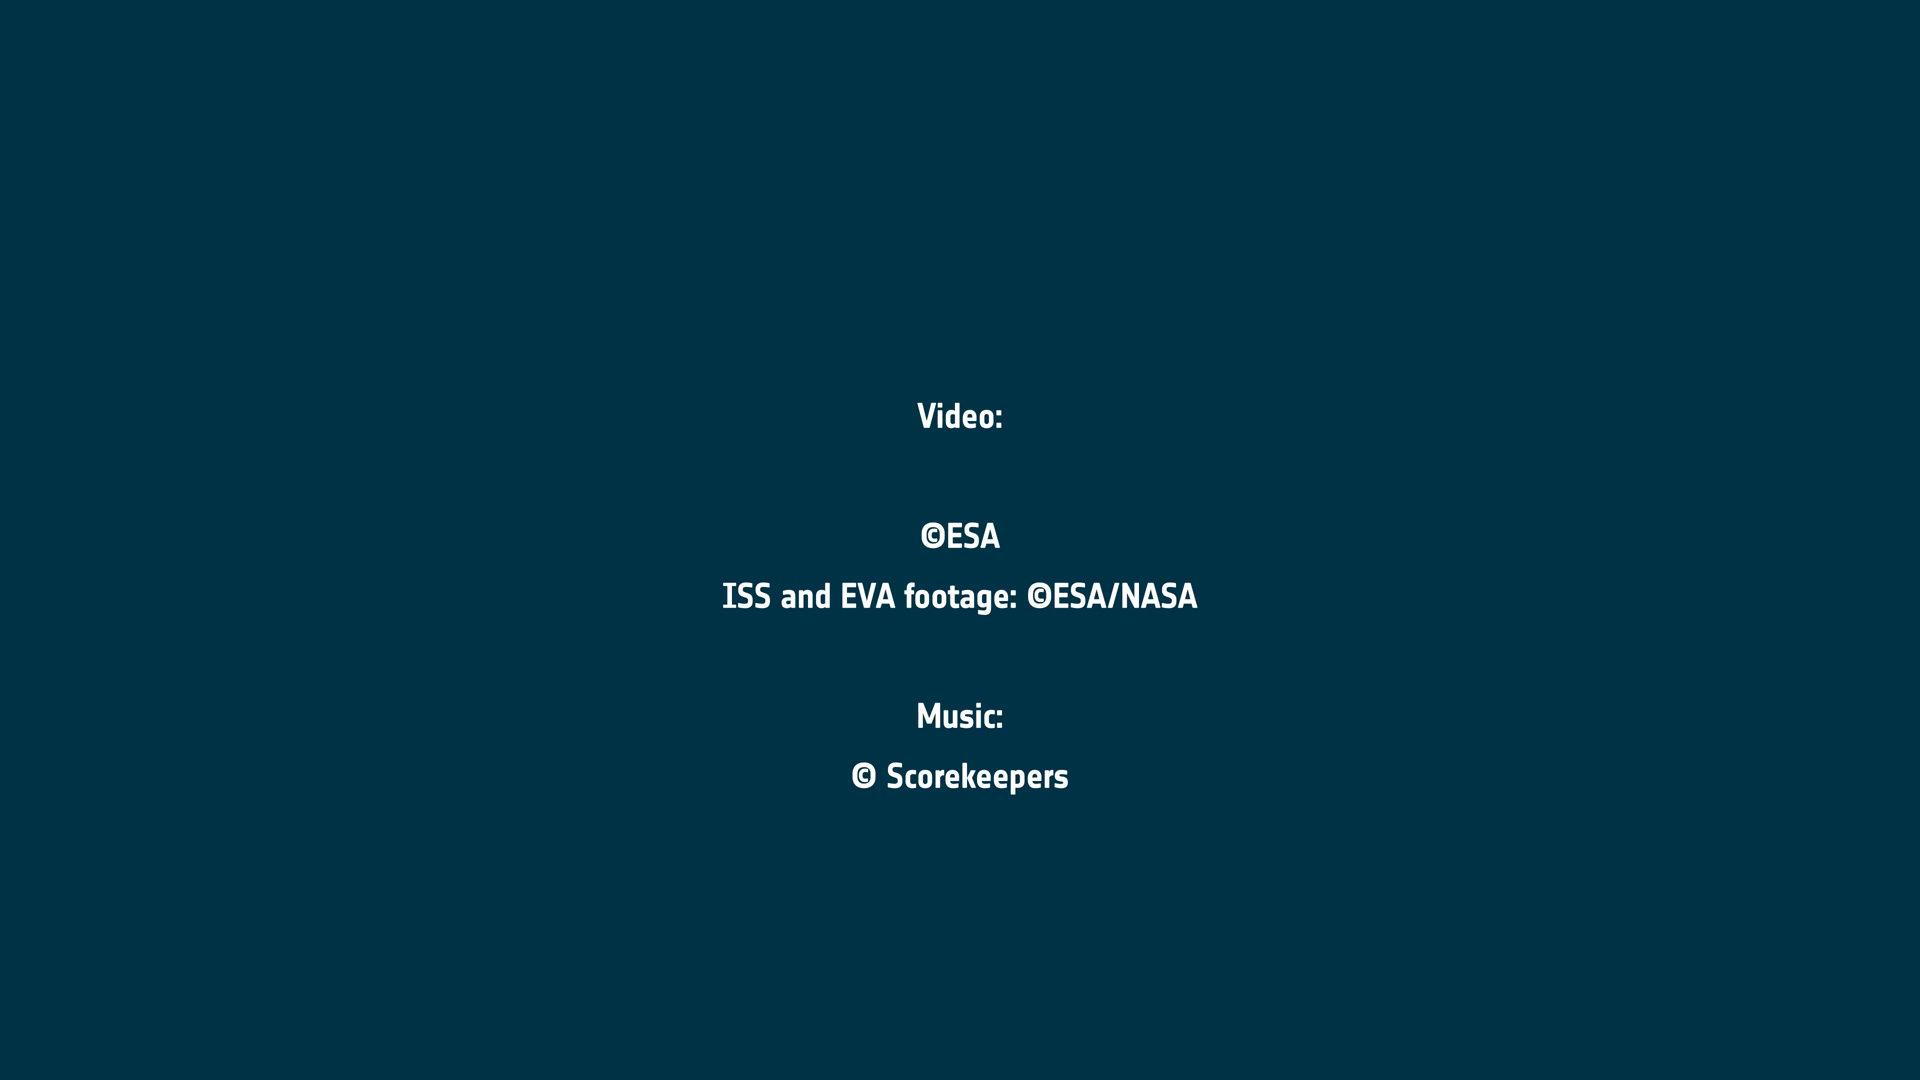 Video:
©ESA
ISS and EVA footage: ©ESA/NASA
Music:
© Scorekeepers